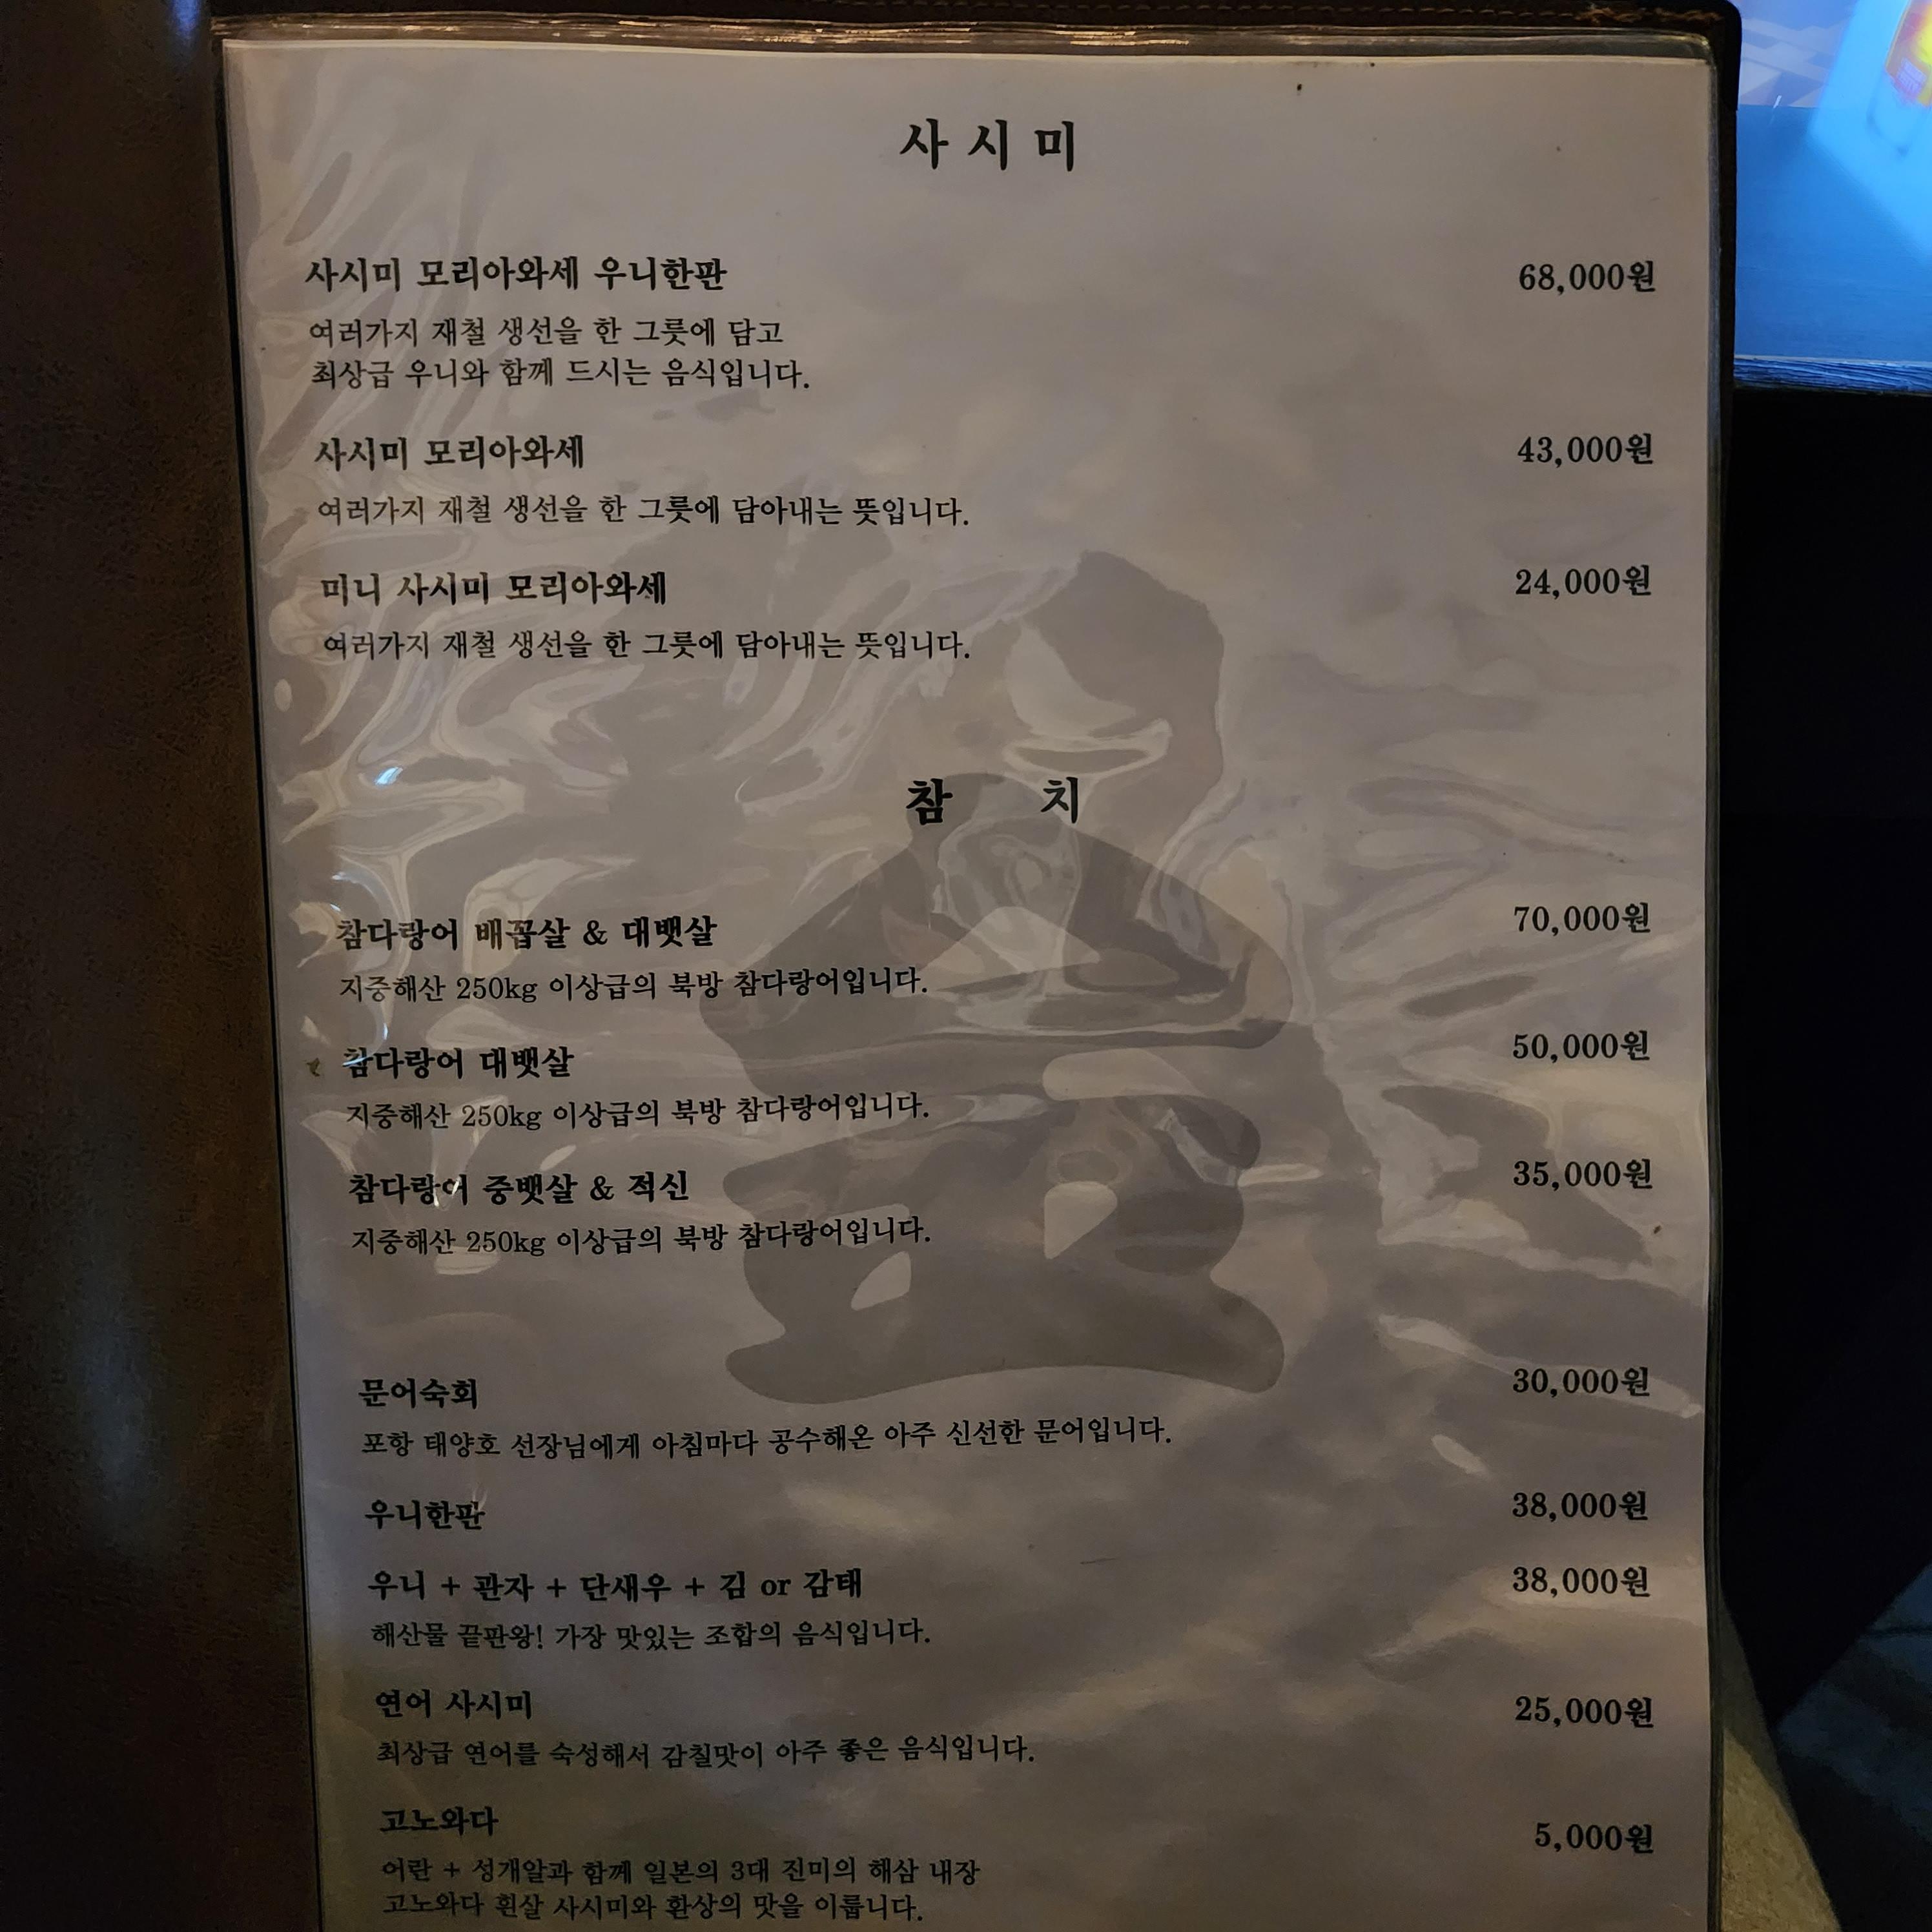 사시미
사시미 모리아와세 우니한판 68,000원
여러가지 재철 생선을 한 그릇에 담고
최상급 우니와 함께 드시는 음식입니다.
사시미 모리아와세 43,000원
여러가지 재철 생선을 한 그릇에 담아내는 뜻입니다.
미니 사시미 모리아와세 24,000원
여러가지 재철 생선을 한 그릇에 담아내는 뜻입니다.
참 치
참다랑어 배꼽살 & 대뱃살 70,000원
지중해산 250kg 이상급의 북방 참다랑어입니다.
참다랑어 대뱃살 50,000원
지중해산 250kg 이상급의 북방 참다랑어입니다.
참다랑어 중뱃살 & 적신 35,000원
지중해산 250kg 이상급의 북방 참다랑어입니다.
문어숙회 30,000원
포항 태양호 선장님에게 아침마다 공수해온 아주 신선한 문어입니다.
우니한판 38,000원
우니 + 관자 + 단새우 + 김 or 감태 38,000원
해산물 끝판왕! 가장 맛있는 조합의 음식입니다.
연어 사시미 25,000원
최상급 연어를 숙성해서 감칠맛이 아주 좋은 음식입니다.
고노와다 5,000원
어란 + 성개알과 함께 일본의 3대 진미의 해삼 내장
고노와다 흰살 사시미와 환상의 맛을 이룹니다.